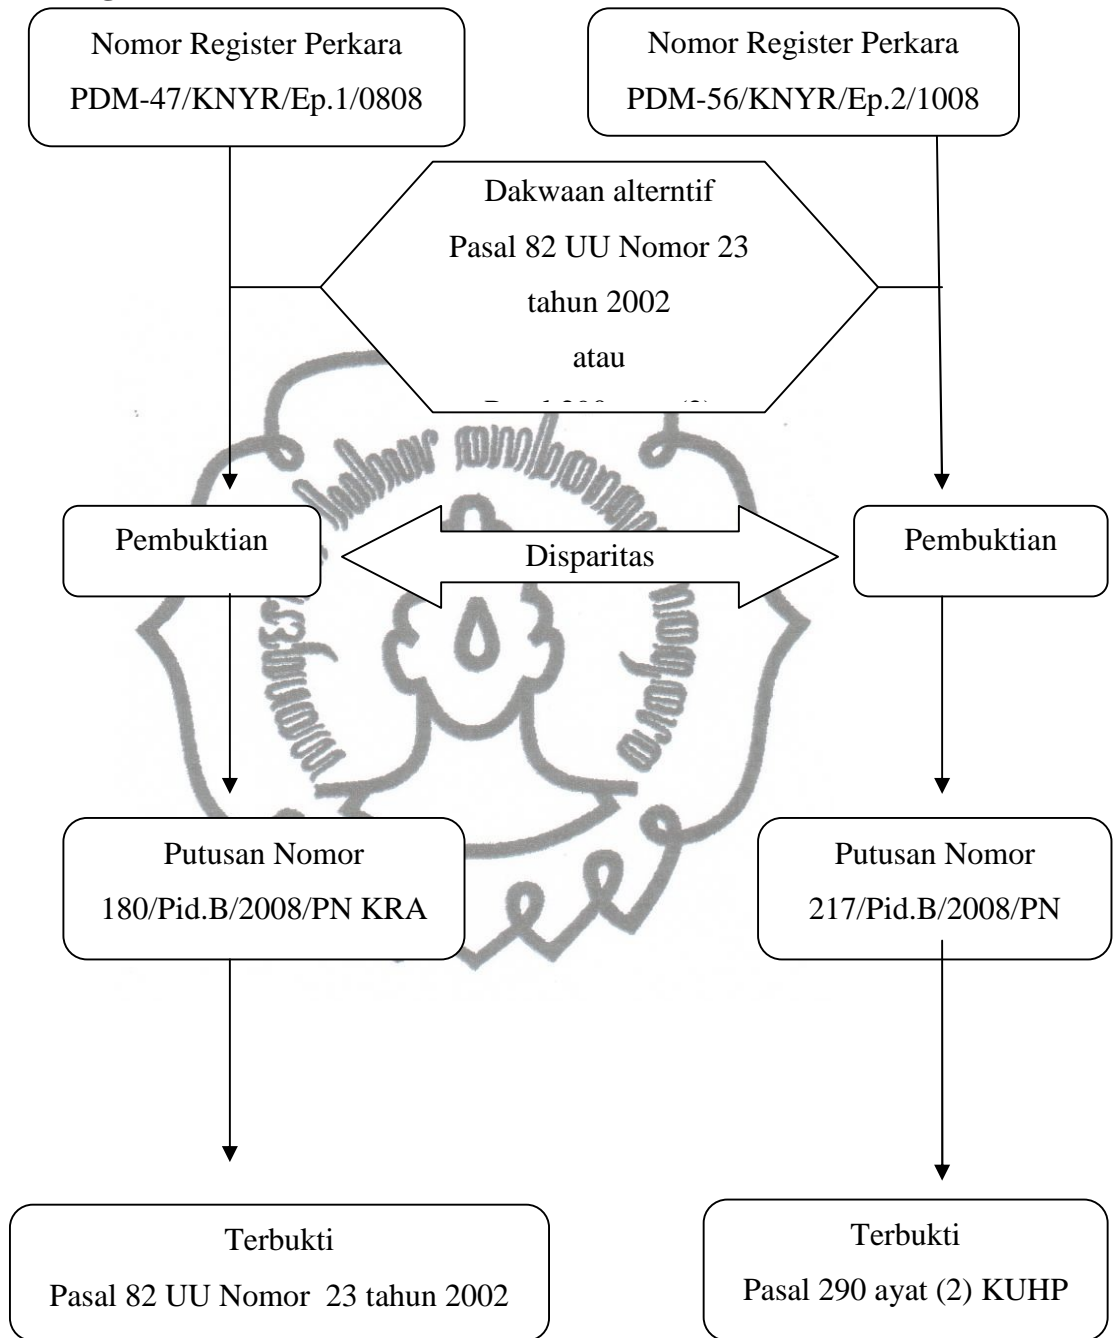 Nomor Register Perkara
PDM-47/KNYR/Ep.1/0808
Nomor Register Perkara
PDM-56/KNYR/Ep.2/1008
Dakwaan alterntif
Pasal 82 UU Nomor 23
tahun 2002
atau
Pembuktian
Disparitas
Pembuktian
Putusan Nomor
180/Pid.B/2008/PN KRA
Putusan Nomor
217/Pid.B/2008/PN
Terbukti
Pasal 82 UU Nomor  23 tahun 2002
Terbukti
Pasal 290 ayat (2) KUHP